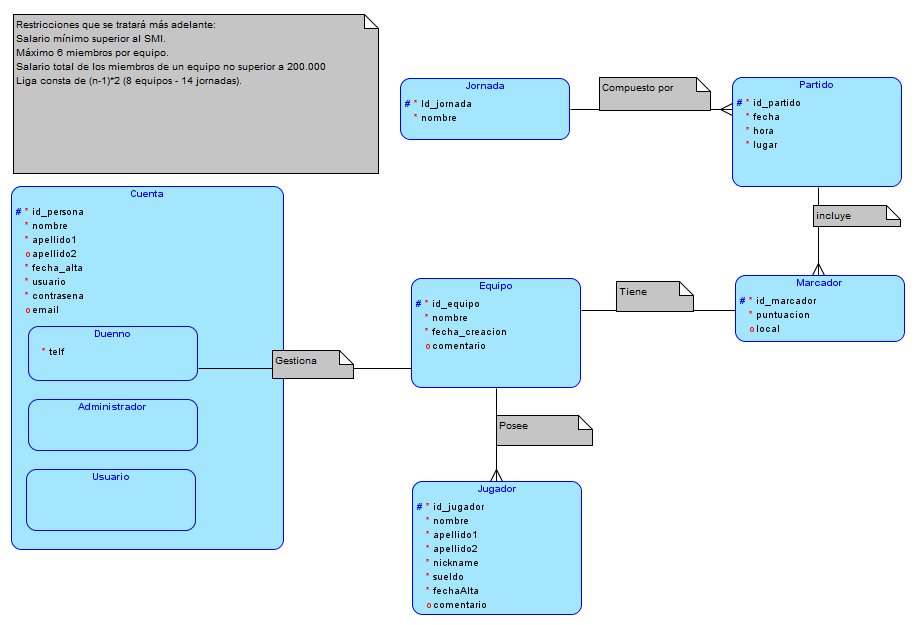 Restricciones que se tratará más adelante:
Salario mínimo superior al SMI.
Máximo 6 miembros por equipo.
Salario total de los miembros de un equipo no superior a 200.000
Liga consta de (n-1)*2 (8 equipos - 14 jornadas).
Jornada
# * Id_jornada
* nombre
Compuesto por
Partido
# * id_partido
* fecha
* hora
* lugar
incluye
Cuenta
# * id_persona
* nombre
* apellido1
o apellido2
* fecha_alta
* usuario
* contrasena
o email
Duenno
* telf
Administrador
Usuario
Gestiona
Equipo
# * id_equipo
* nombre
* fecha_creacion
o comentario
Tiene
Marcador
# * id_marcador
* puntuacion
o local
Posee
Jugador
# * id_jugador
* nombre
* apellido1
* apellido2
* nickname
* sueldo
* fechaAlta
o comentario